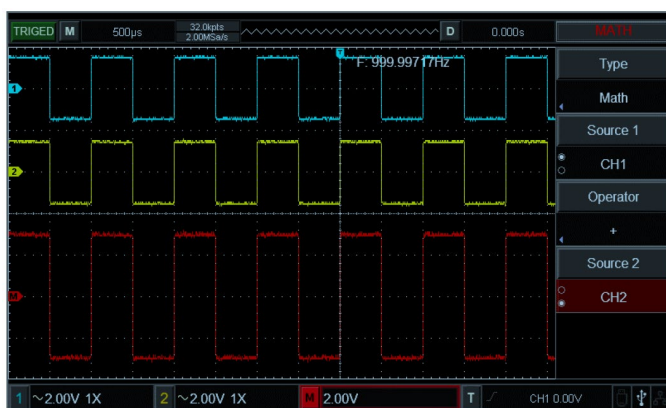 TRIGED M 500µs 32.0kpts 2.00MSa/s D 0.000s MATH
T
F: 999.99717Hz
Type
Math
1
Source 1
CH1
2
Operator
+
Source 2
M
CH2
1 ~2.00V 1X 2 ~2.00V 1X M 2.00V T CH1 0.00V